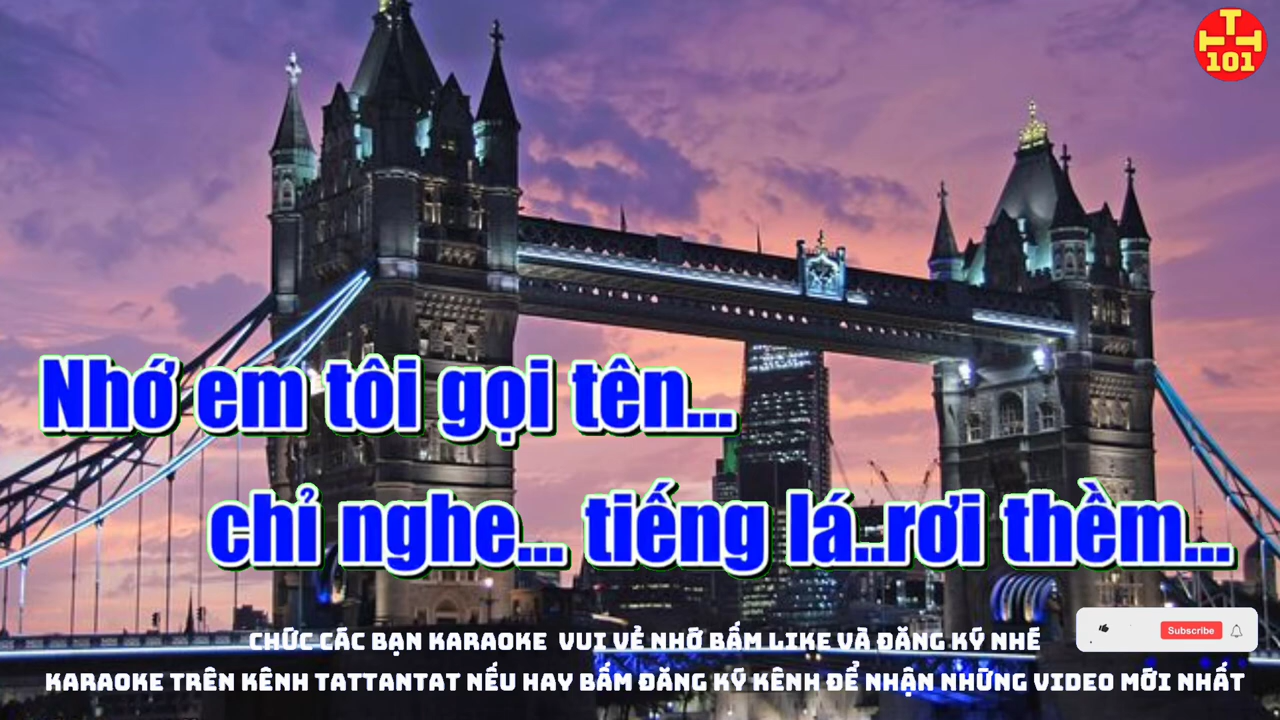 T
TH
101
Nhớ em tôi gọi tên...
chỉ nghe... tiếng lá..rơi thềm...
Subscribe
CHÚC CÁC BẠN KARAOKE VUI VẺ NHỠ BẤM LIKE VÀ ĐĂNG KÝ NHÉ
KARAOKE TRÊN KÊNH TATTANTAT NẾU HAY BẤM ĐĂNG KÝ KÊNH ĐỂ NHẬN NHỮNG VIDEO MỚI NHẤT